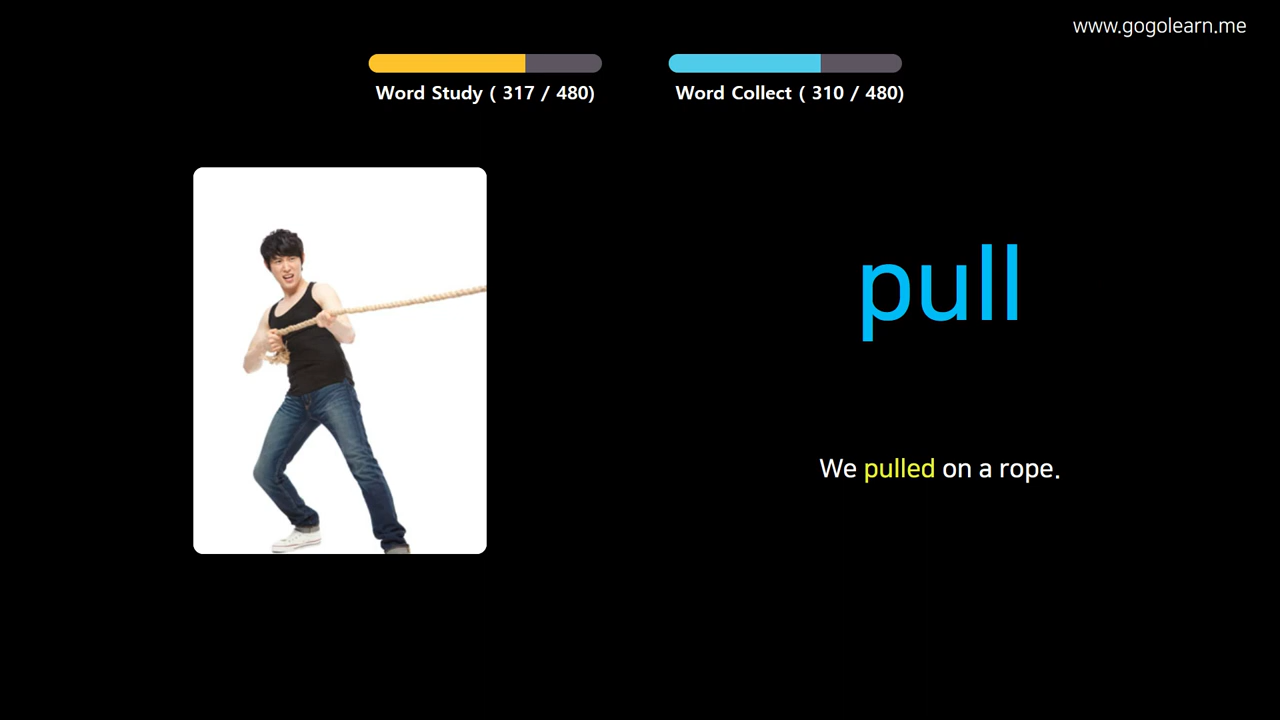 www.gogolearn.me
Word Study ( 317 / 480)
Word Collect ( 310 / 480)
pull
We pulled on a rope.